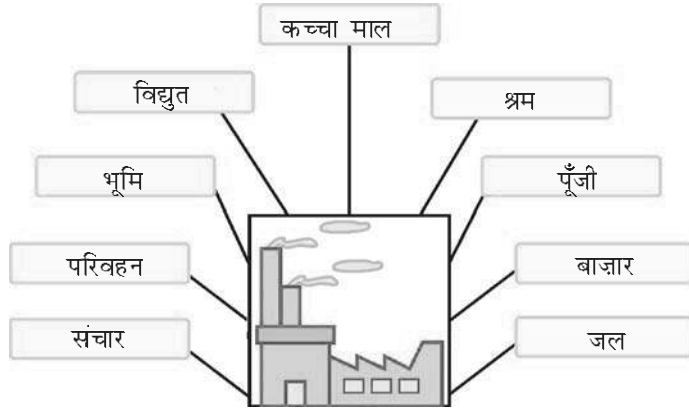 कच्चा माल
विद्युत
श्रम
भूमि
पूँजी
परिवहन
बाज़ार
संचार
जल